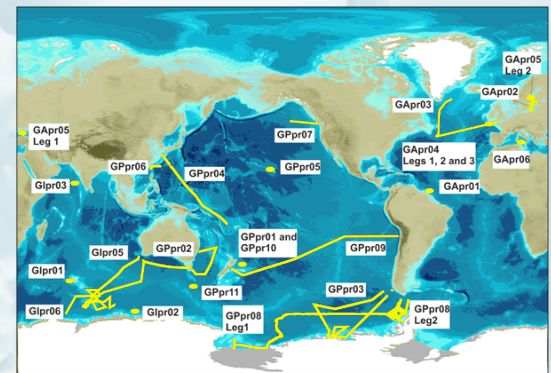 GApr05
Leg 2
GApr02
GApr03
GApr05
Leg 1
GPpr07
GApr04
Legs 1, 2 and 3
GApr06
GPpr06
GPpr05
GPpr04
GIpr03
GApr01
GPpr01 and
GPpr10
GPpr02
GPpr09
GIpr05
GIpr01
GPpr11
GPpr03
GIpr06
GIpr02
GPpr08
Leg1
GPpr08
Leg2